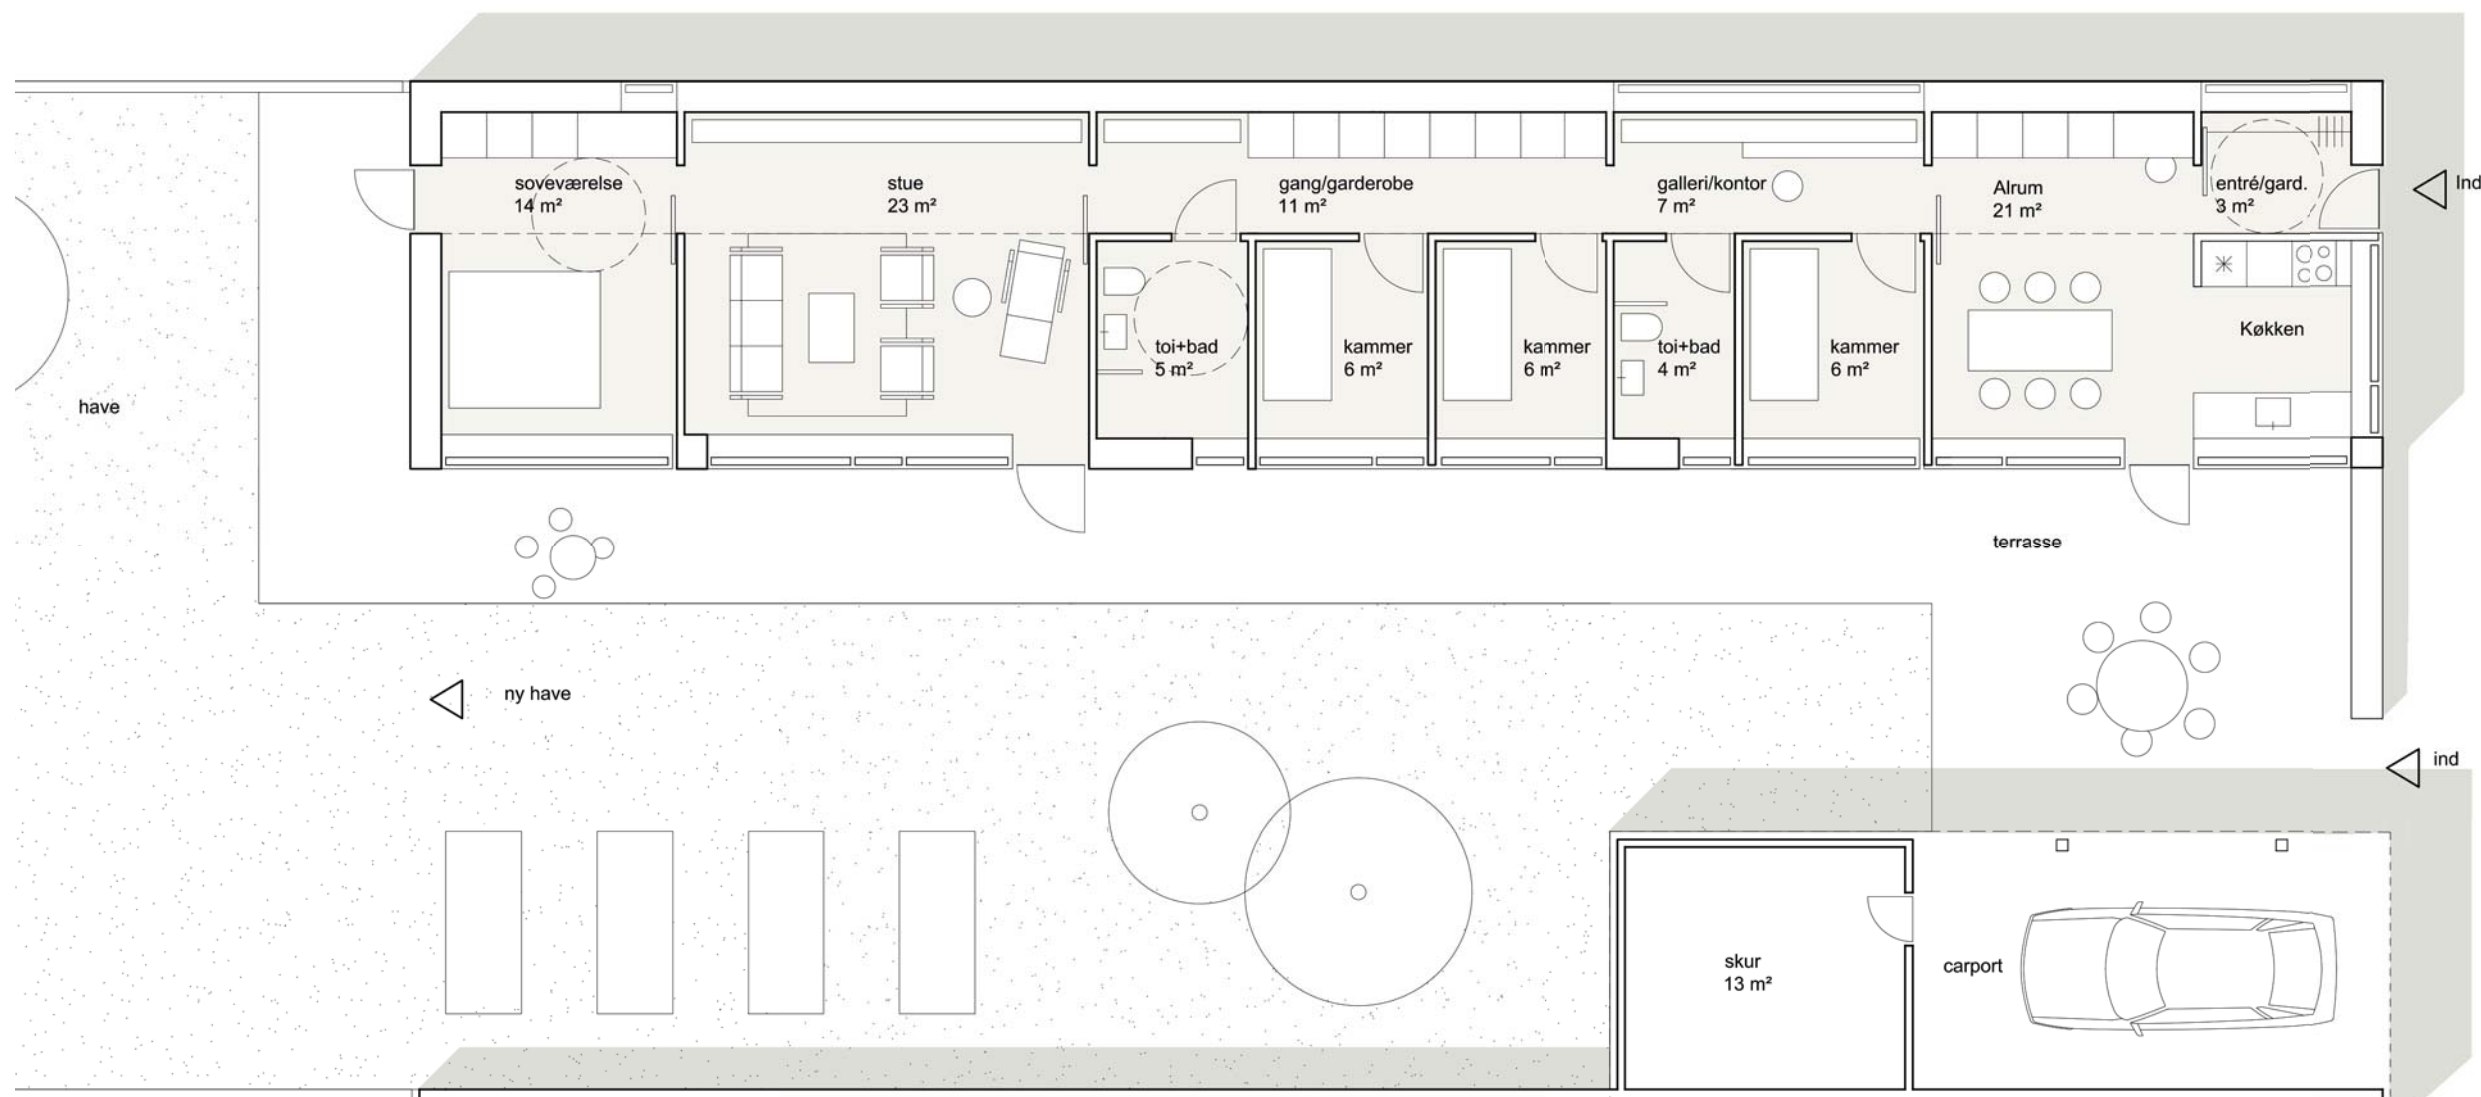 soveværelse
14 m²
stue
23 m²
gang/garderobe
11 m²
galleri/kontor
7 m²
Alrum
21 m²
entré/gard.
3 m²
Ind
Køkken
toi+bad
5 m²
kammer
6 m²
kammer
6 m²
toi+bad
4 m²
kammer
6 m²
have
terrasse
ny have
ind
skur
13 m²
carport